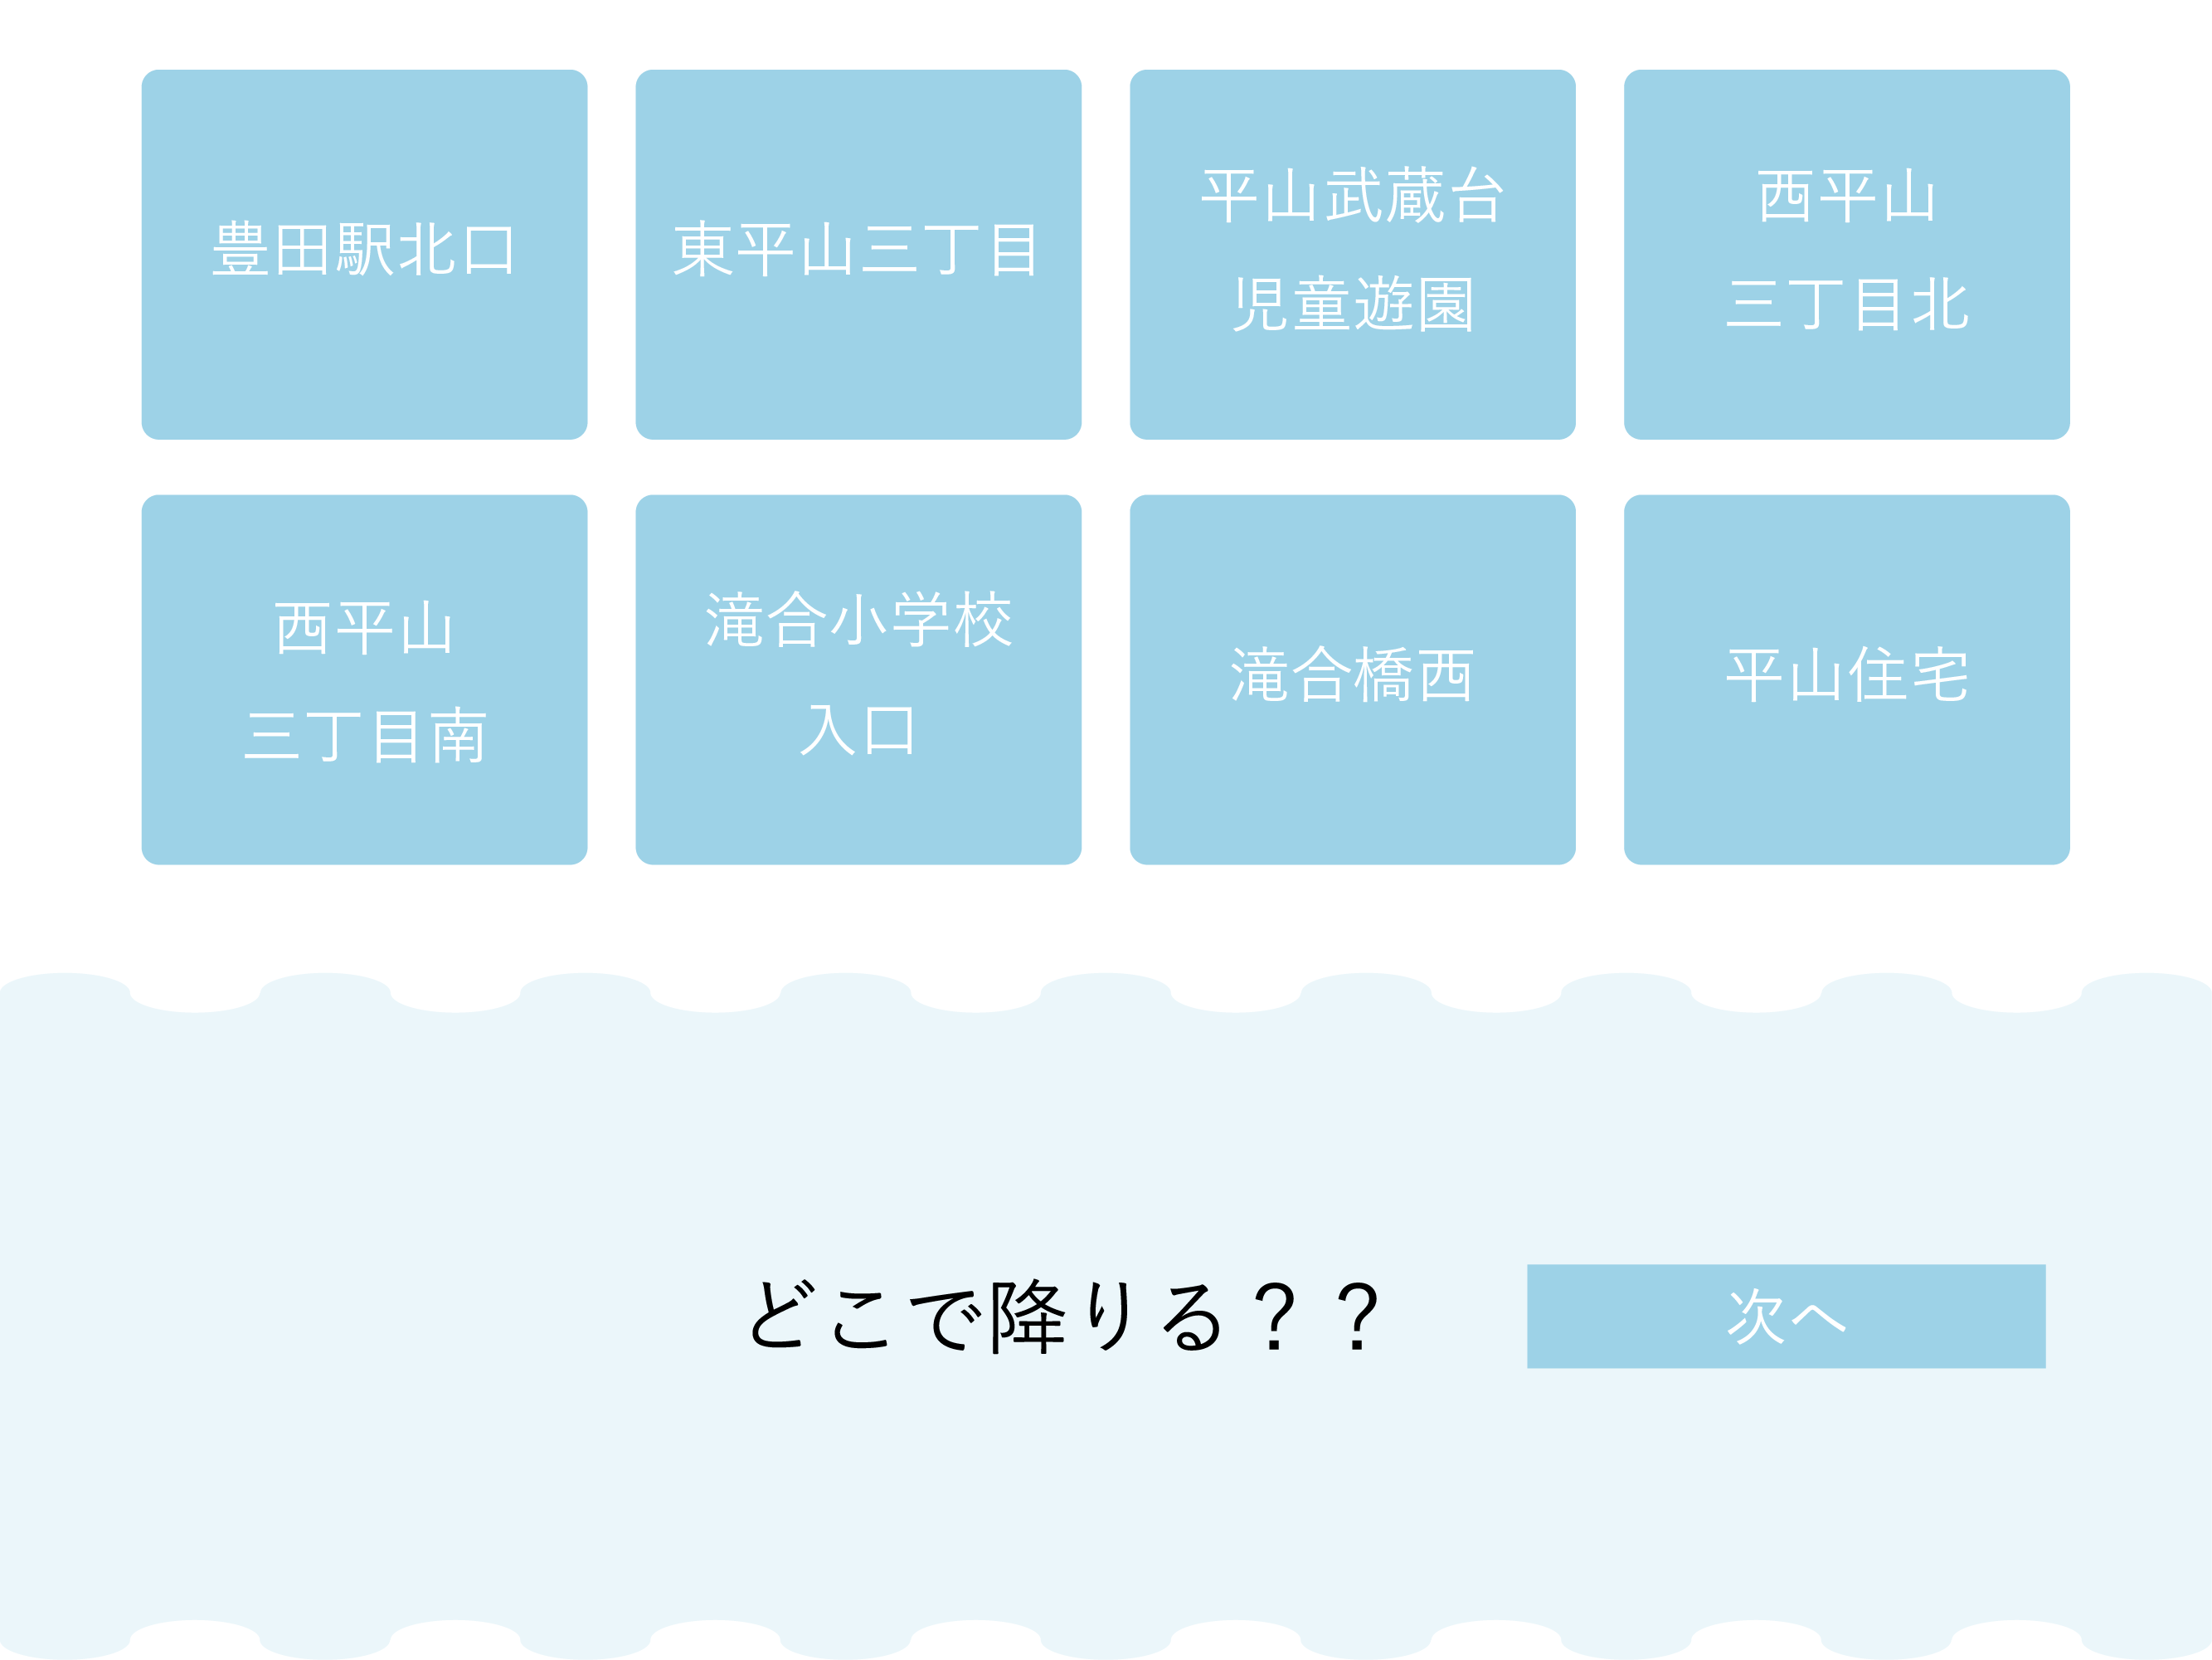 豊田駅北口
東平山三丁目
平山武蔵台
児童遊園
西平山
三丁目北
西平山
三丁目南
滝合小学校
入口
滝合橋西
平山住宅
どこで降りる？？
次へ